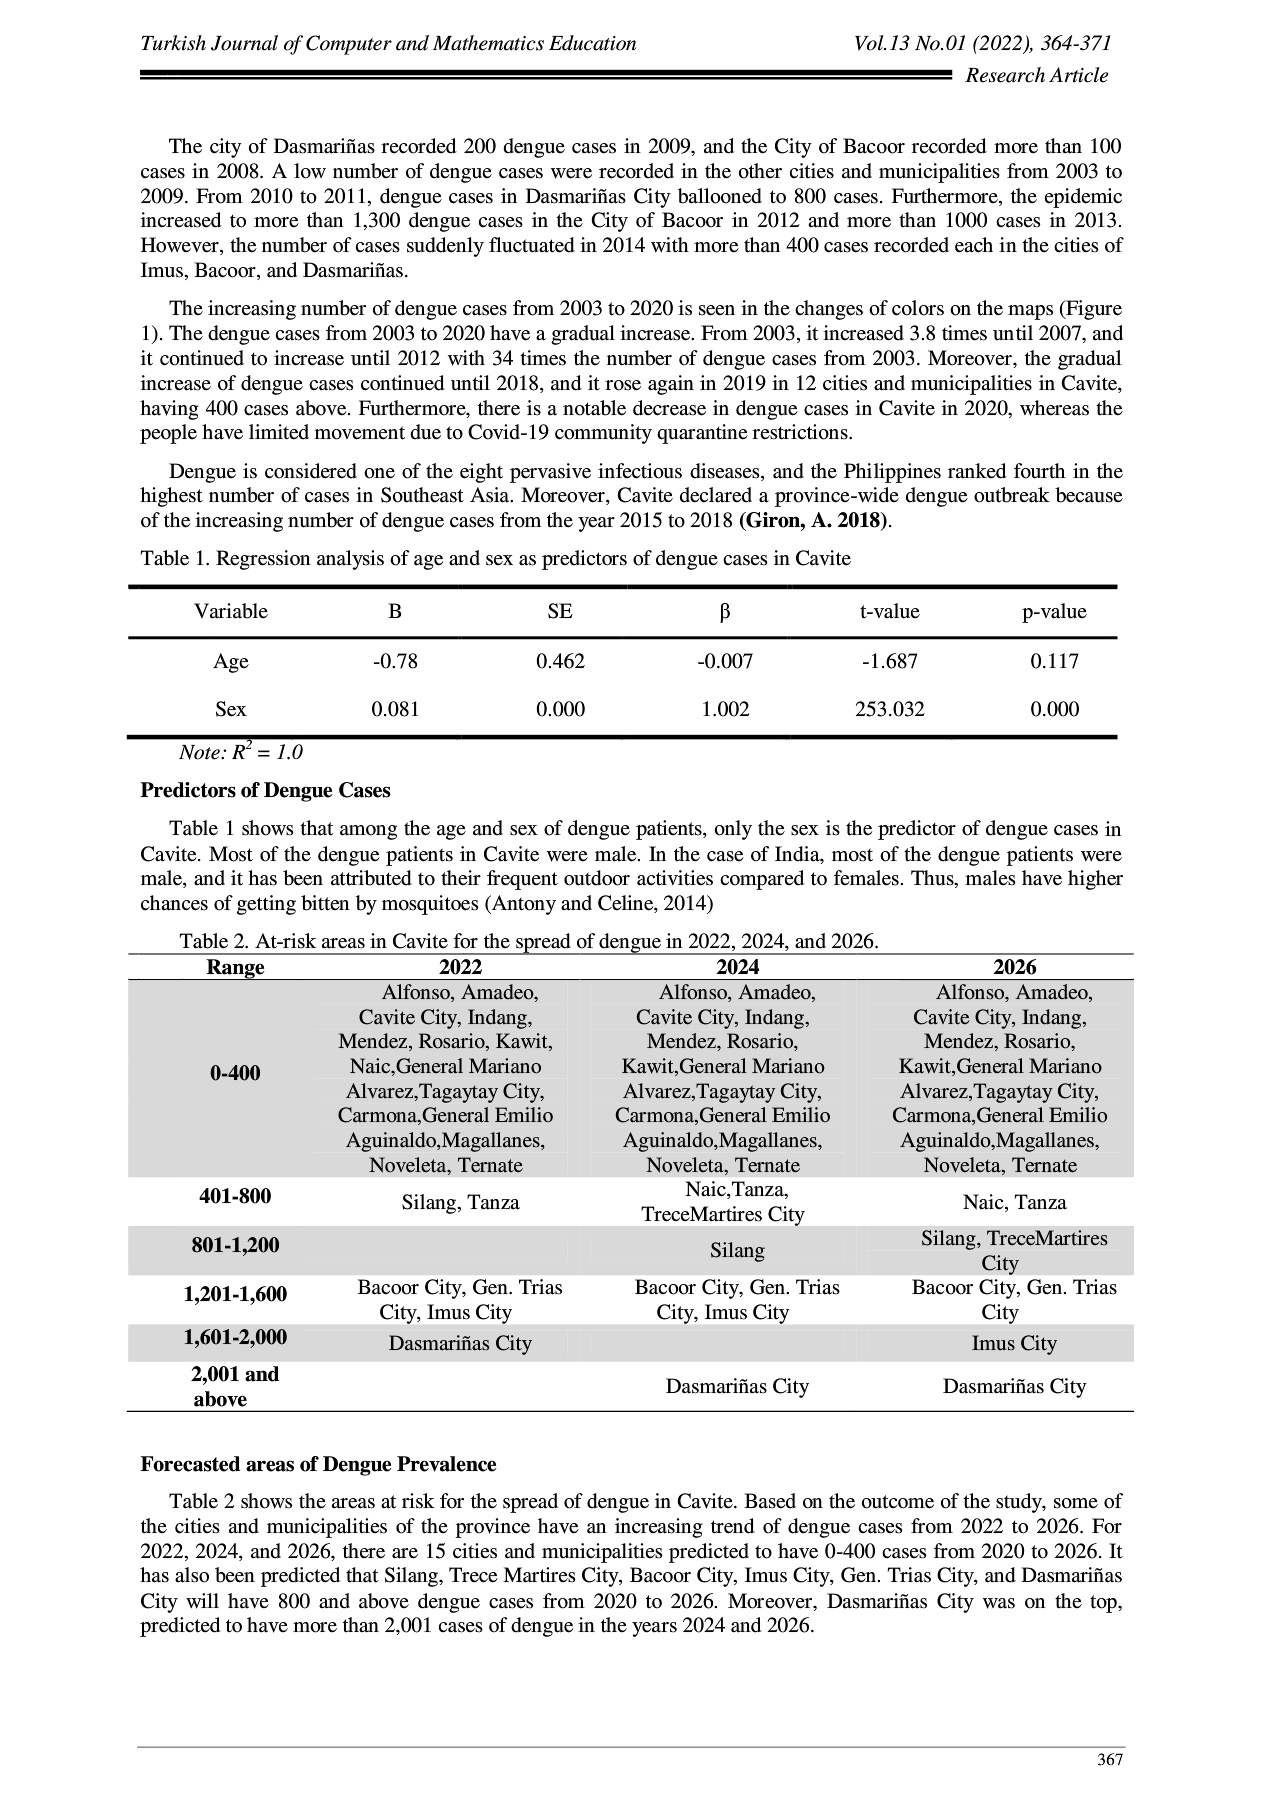 Turkish Journal of Computer and Mathematics Education Vol.13 No.01 (2022), 364-371
Research Article
The city of Dasmariñas recorded 200 dengue cases in 2009, and the City of Bacoor recorded more than 100
cases in 2008. A low number of dengue cases were recorded in the other cities and municipalities from 2003 to
2009. From 2010 to 2011, dengue cases in Dasmariñas City ballooned to 800 cases. Furthermore, the epidemic
increased to more than 1,300 dengue cases in the City of Bacoor in 2012 and more than 1000 cases in 2013.
However, the number of cases suddenly fluctuated in 2014 with more than 400 cases recorded each in the cities of
Imus, Bacoor, and Dasmariñas.
The increasing number of dengue cases from 2003 to 2020 is seen in the changes of colors on the maps (Figure
1). The dengue cases from 2003 to 2020 have a gradual increase. From 2003, it increased 3.8 times until 2007, and
it continued to increase until 2012 with 34 times the number of dengue cases from 2003. Moreover, the gradual
increase of dengue cases continued until 2018, and it rose again in 2019 in 12 cities and municipalities in Cavite,
having 400 cases above. Furthermore, there is a notable decrease in dengue cases in Cavite in 2020, whereas the
people have limited movement due to Covid-19 community quarantine restrictions.
Dengue is considered one of the eight pervasive infectious diseases, and the Philippines ranked fourth in the
highest number of cases in Southeast Asia. Moreover, Cavite declared a province-wide dengue outbreak because
of the increasing number of dengue cases from the year 2015 to 2018 (Giron, A. 2018).
Table 1. Regression analysis of age and sex as predictors of dengue cases in Cavite
Variable B SE β t-value p-value
Age -0.78 0.462 -0.007 -1.687 0.117
Sex 0.081 0.000 1.002 253.032 0.000
Note: R² = 1.0
Predictors of Dengue Cases
Table 1 shows that among the age and sex of dengue patients, only the sex is the predictor of dengue cases in
Cavite. Most of the dengue patients in Cavite were male. In the case of India, most of the dengue patients were
male, and it has been attributed to their frequent outdoor activities compared to females. Thus, males have higher
chances of getting bitten by mosquitoes (Antony and Celine, 2014)
Table 2. At-risk areas in Cavite for the spread of dengue in 2022, 2024, and 2026.
Range 2022 2024 2026
Alfonso, Amadeo, Alfonso, Amadeo, Alfonso, Amadeo,
Cavite City, Indang, Cavite City, Indang, Cavite City, Indang,
Mendez, Rosario, Kawit, Mendez, Rosario, Mendez, Rosario,
Naic,General Mariano Kawit,General Mariano Kawit,General Mariano
0-400
Alvarez,Tagaytay City, Alvarez,Tagaytay City, Alvarez,Tagaytay City,
Carmona,General Emilio Carmona,General Emilio Carmona,General Emilio
Aguinaldo,Magallanes, Aguinaldo,Magallanes, Aguinaldo,Magallanes,
Noveleta, Ternate Noveleta, Ternate Noveleta, Ternate
401-800 Silang, Tanza Naic,Tanza, Naic, Tanza
TreceMartires City
801-1,200 Silang Silang, TreceMartires
City
1,201-1,600 Bacoor City, Gen. Trias Bacoor City, Gen. Trias Bacoor City, Gen. Trias
City, Imus City City, Imus City City
1,601-2,000 Dasmariñas City Imus City
2,001 and
above Dasmariñas City Dasmariñas City
Forecasted areas of Dengue Prevalence
Table 2 shows the areas at risk for the spread of dengue in Cavite. Based on the outcome of the study, some of
the cities and municipalities of the province have an increasing trend of dengue cases from 2022 to 2026. For
2022, 2024, and 2026, there are 15 cities and municipalities predicted to have 0-400 cases from 2020 to 2026. It
has also been predicted that Silang, Trece Martires City, Bacoor City, Imus City, Gen. Trias City, and Dasmariñas
City will have 800 and above dengue cases from 2020 to 2026. Moreover, Dasmariñas City was on the top,
predicted to have more than 2,001 cases of dengue in the years 2024 and 2026.
367